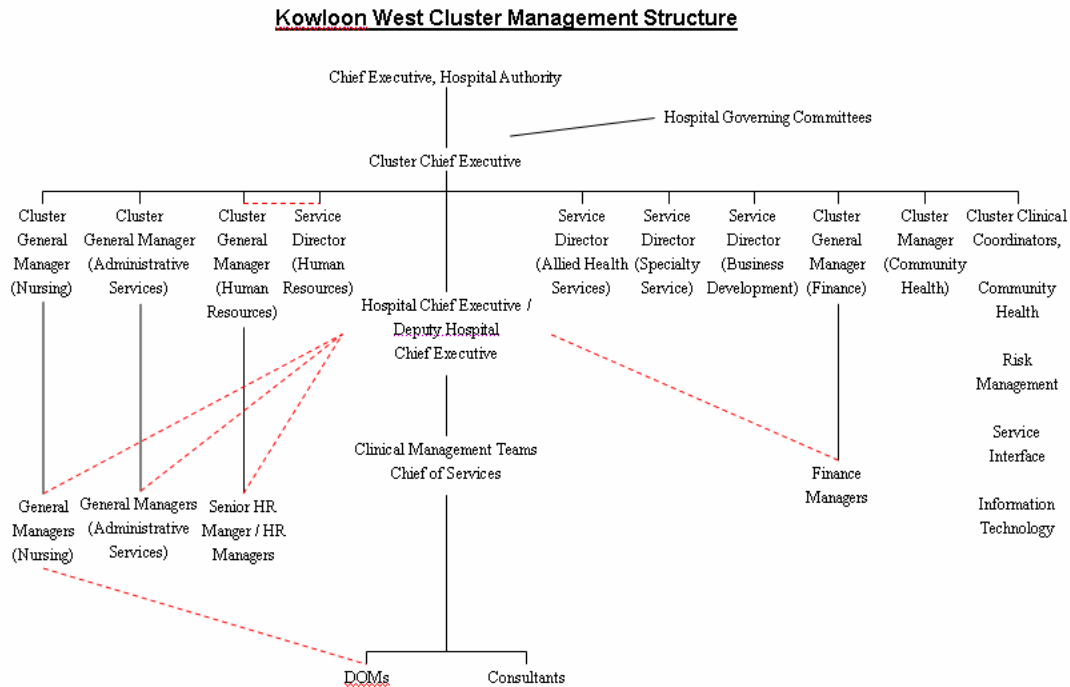 Kowloon West Cluster Management Structure
Chief Executive, Hospital Authority
Hospital Governing Committees
Cluster Chief Executive
Cluster
General
Manager
(Nursing)
Cluster
General Manager
(Administrative
Services)
Cluster
General
Manager
(Human
Resources)
Service
Director
(Human
Resources)
Service
Director
(Allied Health
Services)
Service
Director
(Specialty
Service)
Service
Director
(Business
Development)
Cluster
General
Manager
(Finance)
Cluster
Manager
(Community
Health)
Cluster Clinical
Coordinators,
Community
Health
Risk
Management
Service
Interface
Information
Technology
Hospital Chief Executive /
Deputy Hospital
Chief Executive
Clinical Management Teams
Chief of Services
General
Managers
(Nursing)
General Managers
(Administrative
Services)
Senior HR
Manger / HR
Managers
Finance
Managers
DOMs
Consultants